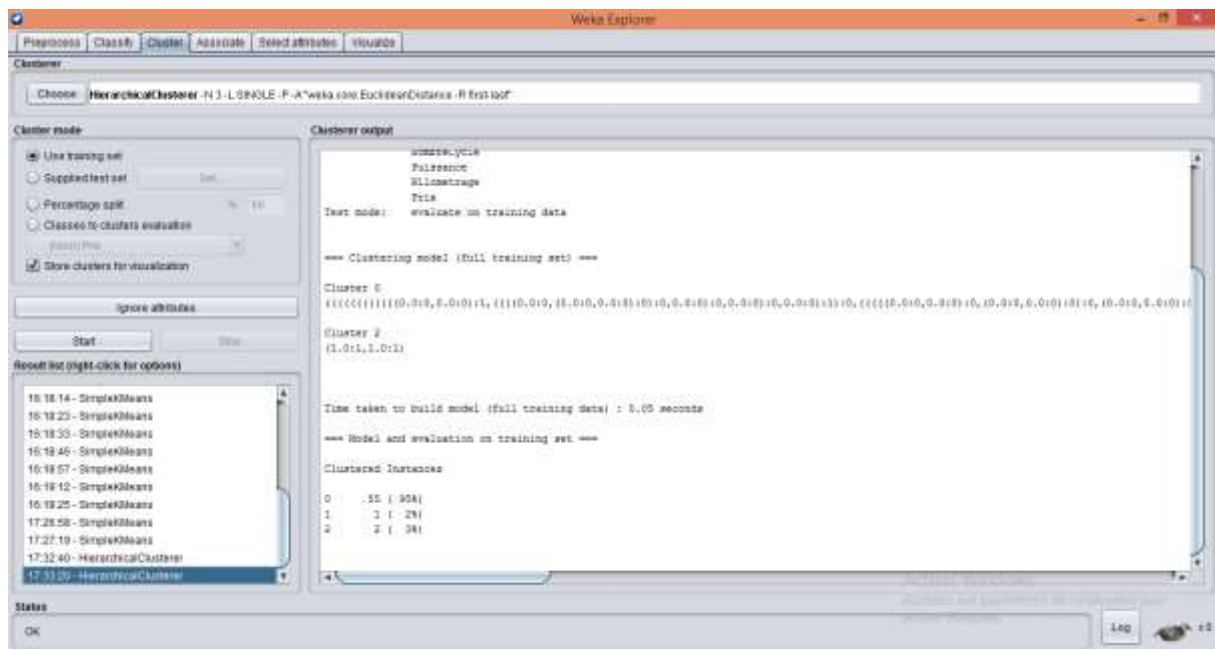 Weka Explorer
Preprocess Classify Cluster Associate Select attributes Visualize
Clusterer
Choose HierarchicalClusterer -N 3 -L SINGLE -P -A "weka.core.EuclideanDistance -R first-last"
Cluster mode
Use training set
Supplied test set Set...
Percentage split %
Classes to clusters evaluation
Store clusters for visualization
Ignore attributes
Start Stop
Result list (right-click for options)
16:18:14 - SimpleKMeans
16:18:23 - SimpleKMeans
16:18:33 - SimpleKMeans
16:18:46 - SimpleKMeans
16:18:57 - SimpleKMeans
16:19:12 - SimpleKMeans
16:19:25 - SimpleKMeans
17:26:58 - SimpleKMeans
17:27:19 - SimpleKMeans
17:32:40 - HierarchicalClusterer
17:33:20 - HierarchicalClusterer
Clusterer output
Puissance
Kilometrage
Prix
Test mode: evaluate on training data
=== Clustering model (full training set) ===
Cluster 0
Cluster 2
(1.0:1,1.0:1)
Time taken to build model (full training data) : 0.05 seconds
=== Model and evaluation on training set ===
Clustered Instances
0 55 ( 95%)
1 1 ( 2%)
2 2 ( 3%)
Activer Windows
Status
OK
Log
x 0